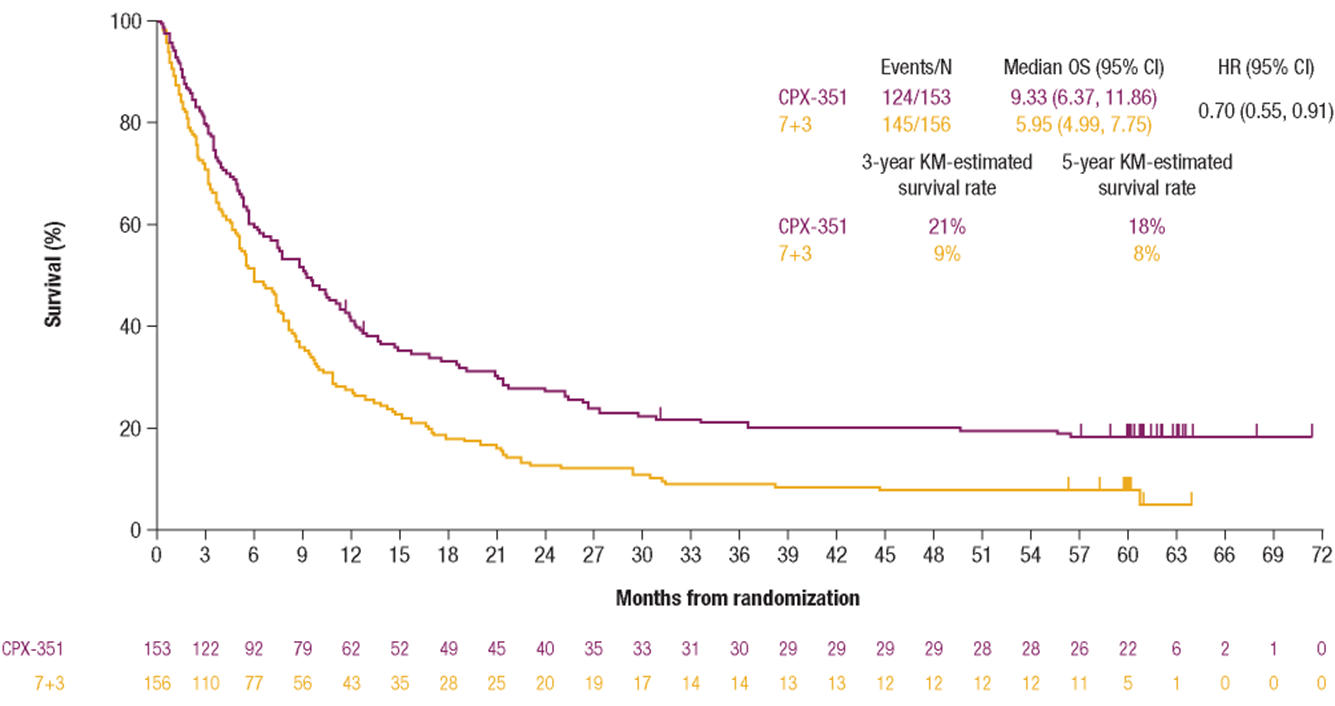 100
80
60
40
20
0
Survival (%)
Events/N Median OS (95% CI) HR (95% CI)
CPX-351 124/153 9.33 (6.37, 11.86)
0.70 (0.55, 0.91)
7+3 145/156 5.95 (4.99, 7.75)
3-year KM-estimated 5-year KM-estimated
survival rate survival rate
CPX-351 21% 18%
7+3 9% 8%
0 3 6 9 12 15 18 21 24 27 30 33 36 39 42 45 48 51 54 57 60 63 66 69 72
Months from randomization
CPX-351 153 122 92 79 62 52 49 45 40 35 33 31 30 29 29 29 29 28 28 26 22 6 2 1 0
7+3 156 110 77 56 43 35 28 25 20 19 17 14 14 13 13 12 12 12 12 11 5 1 0 0 0